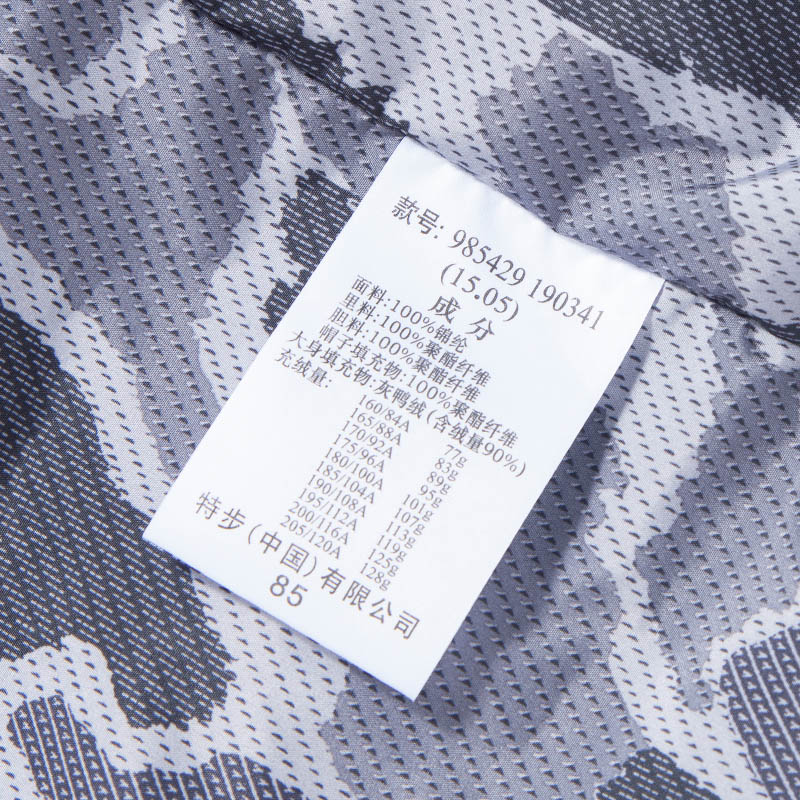 款号: 985429 190341
(15.05)
成 分
面料:100%锦纶
里料:100%聚酯纤维
胆料:100%聚酯纤维
帽子填充物:100%聚酯纤维
大身填充物:灰鸭绒(含绒量90%)
充绒量:
160/84A 77g
165/88A 83g
170/92A 89g
175/96A 95g
180/100A 101g
185/104A 107g
190/108A 113g
195/112A 119g
200/116A 125g
205/120A 128g
特步(中国)有限公司
85